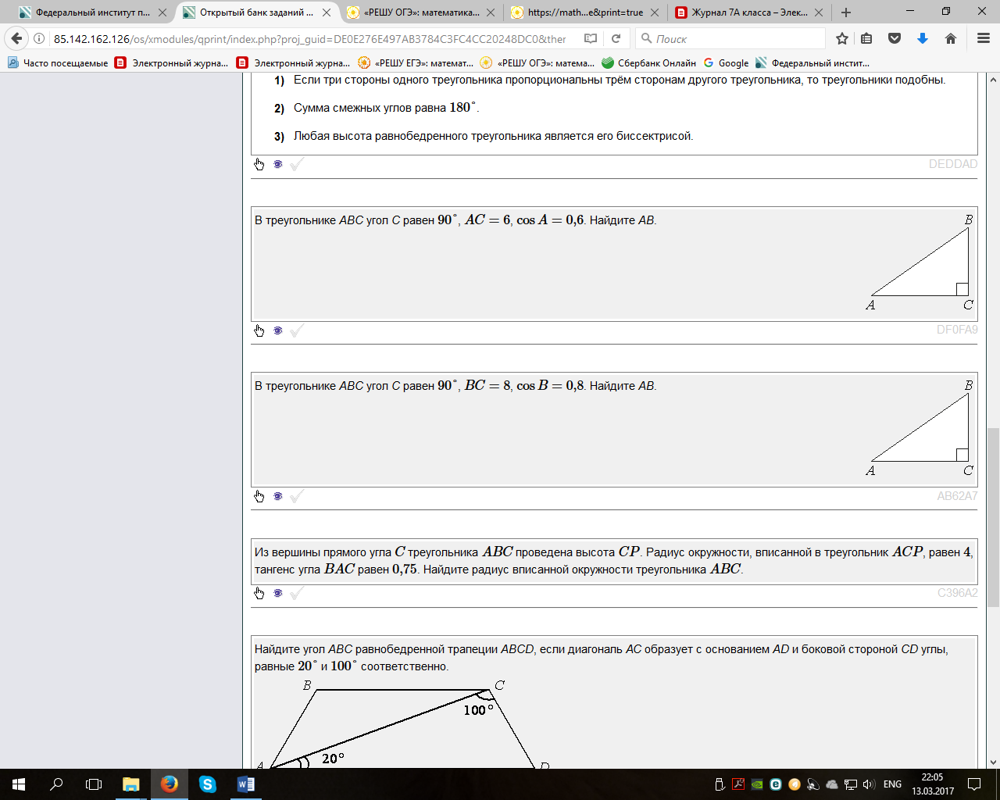 Федеральный институт п...
Открытый банк заданий ...
«РЕШУ ОГЭ»: математика...
https://math...e&print=true
Журнал 7А класса – Элек...
85.142.162.126/os/xmodules/qprint/index.php?proj_guid=DE0E276E497AB3784C3FC4CC20248DC0&ther
Поиск
Часто посещаемые
Электронный журна...
Электронный журна...
«РЕШУ ЕГЭ»: математ...
«РЕШУ ОГЭ»: матема...
Сбербанк Онлайн
Google
Федеральный инстит...
1) Если три стороны одного треугольника пропорциональны трём сторонам другого треугольника, то треугольники подобны.
2) Сумма смежных углов равна 180°.
3) Любая высота равнобедренного треугольника является его биссектрисой.
DEDDAD
В треугольнике ABC угол C равен 90°, AC = 6, cos A = 0,6. Найдите AB.
B
A
C
DF0FA9
В треугольнике ABC угол C равен 90°, BC = 8, cos B = 0,8. Найдите AB.
B
A
C
AB62A7
Из вершины прямого угла C треугольника ABC проведена высота CP. Радиус окружности, вписанной в треугольник ACP, равен 4,
тангенс угла BAC равен 0,75. Найдите радиус вписанной окружности треугольника ABC.
C396A2
Найдите угол ABC равнобедренной трапеции ABCD, если диагональ AC образует с основанием AD и боковой стороной CD углы,
равные 20° и 100° соответственно.
B
C
100°
20°
A
D
ENG
22:05
13.03.2017